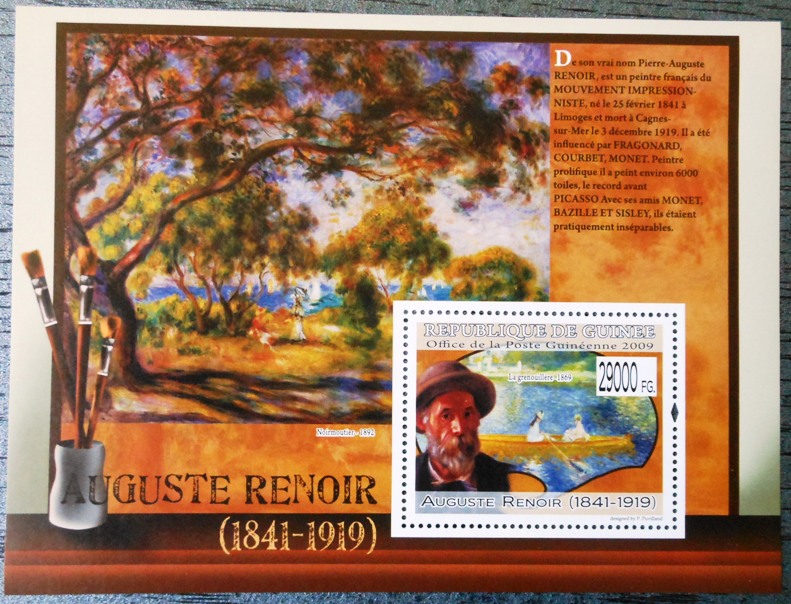 De son vrai nom Pierre-Auguste
RENOIR, est un peintre français du
MOUVEMENT IMPRESSION-
NISTE, né le 25 février 1841 à
Limoges et mort à Cagnes-
sur-Mer le 3 décembre 1919. Il a été
influencé par FRAGONARD,
COURBET, MONET. Peintre
prolifique il a peint environ 6000
toiles, le record avant
PICASSO Avec ses amis MONET,
BAZILLE ET SISLEY, ils étaient
pratiquement inséparables.
Noirmoutier_1892
AUGUSTE RENOIR
(1841-1919)
REPUBLIQUE DE GUINEE
Office de la Poste Guinéenne 2009
La grenouillere_1869
29000 FG.
AUGUSTE RENOIR (1841-1919)